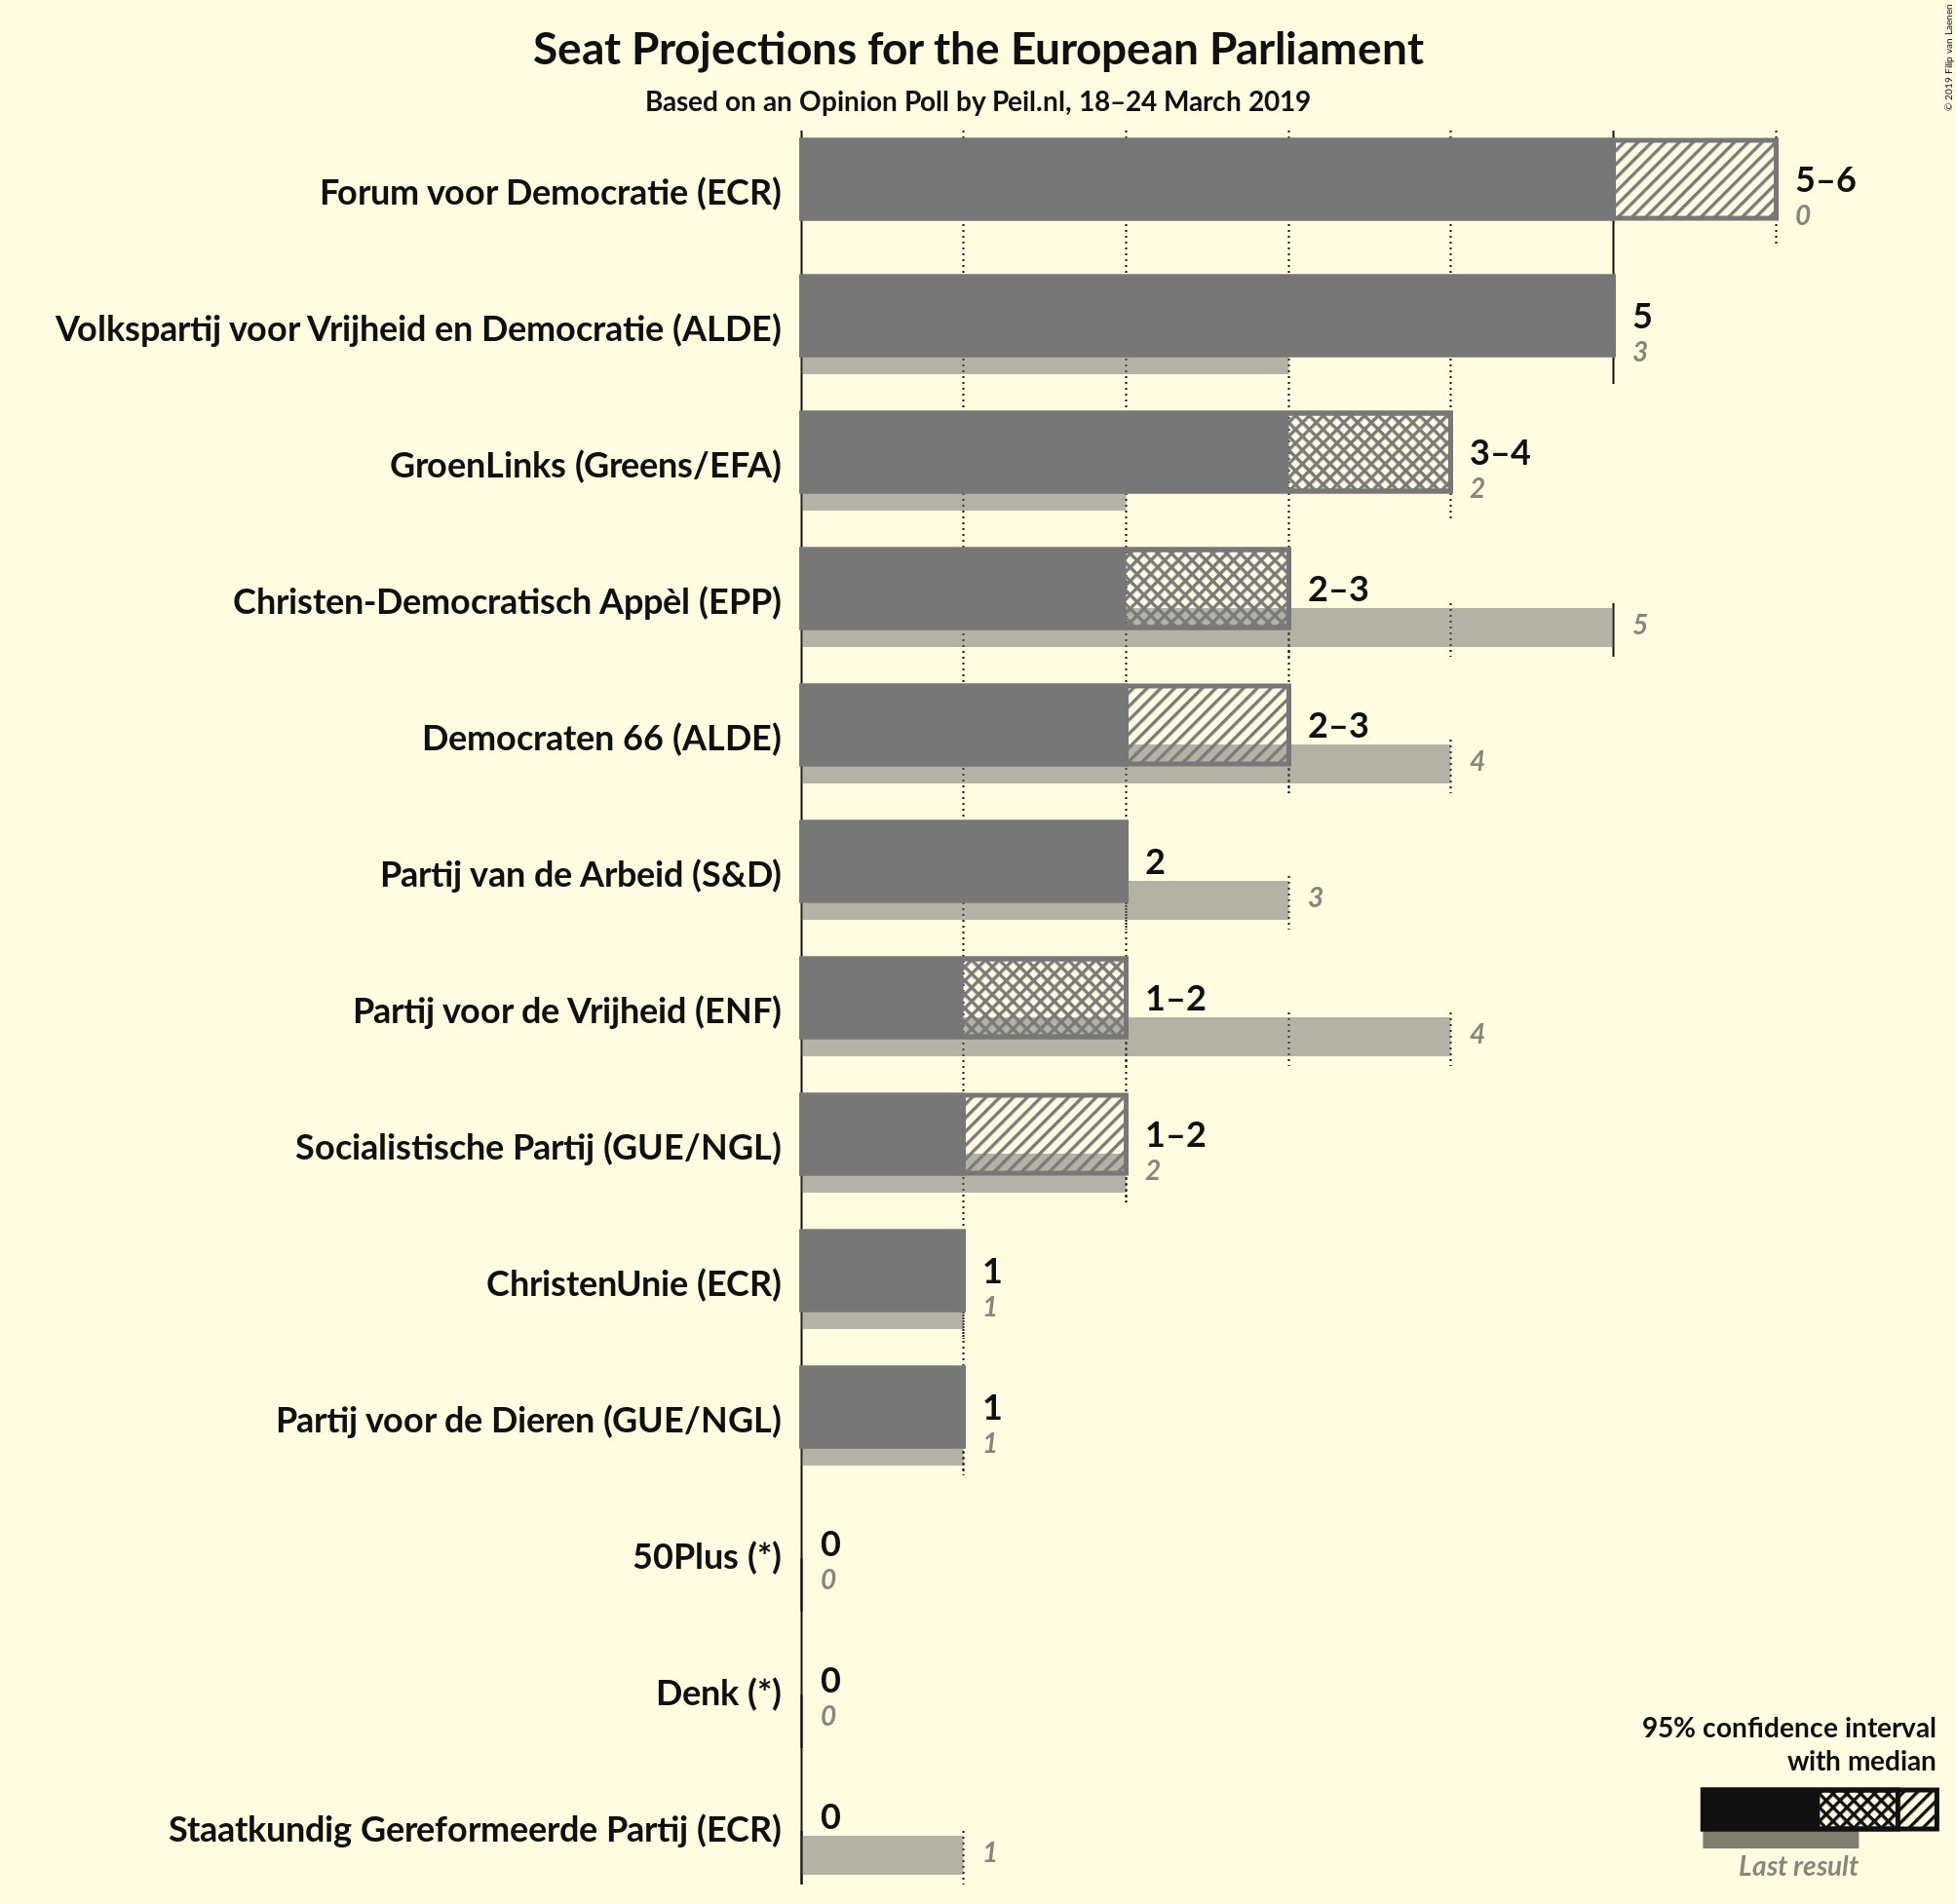 Seat Projections for the European Parliament
Based on an Opinion Poll by Peil.nl, 18–24 March 2019
© 2019 Filip van Laenen
Forum voor Democratie (ECR)
5–6
0
Volkspartij voor Vrijheid en Democratie (ALDE)
5
3
GroenLinks (Greens/EFA)
3–4
2
Christen-Democratisch Appèl (EPP)
2–3
5
Democraten 66 (ALDE)
2–3
4
Partij van de Arbeid (S&D)
2
3
Partij voor de Vrijheid (ENF)
1–2
4
Socialistische Partij (GUE/NGL)
1–2
2
ChristenUnie (ECR)
1
1
Partij voor de Dieren (GUE/NGL)
1
1
50Plus (*)
0
0
Denk (*)
0
0
Staatkundig Gereformeerde Partij (ECR)
0
1
95% confidence interval
with median
Last result